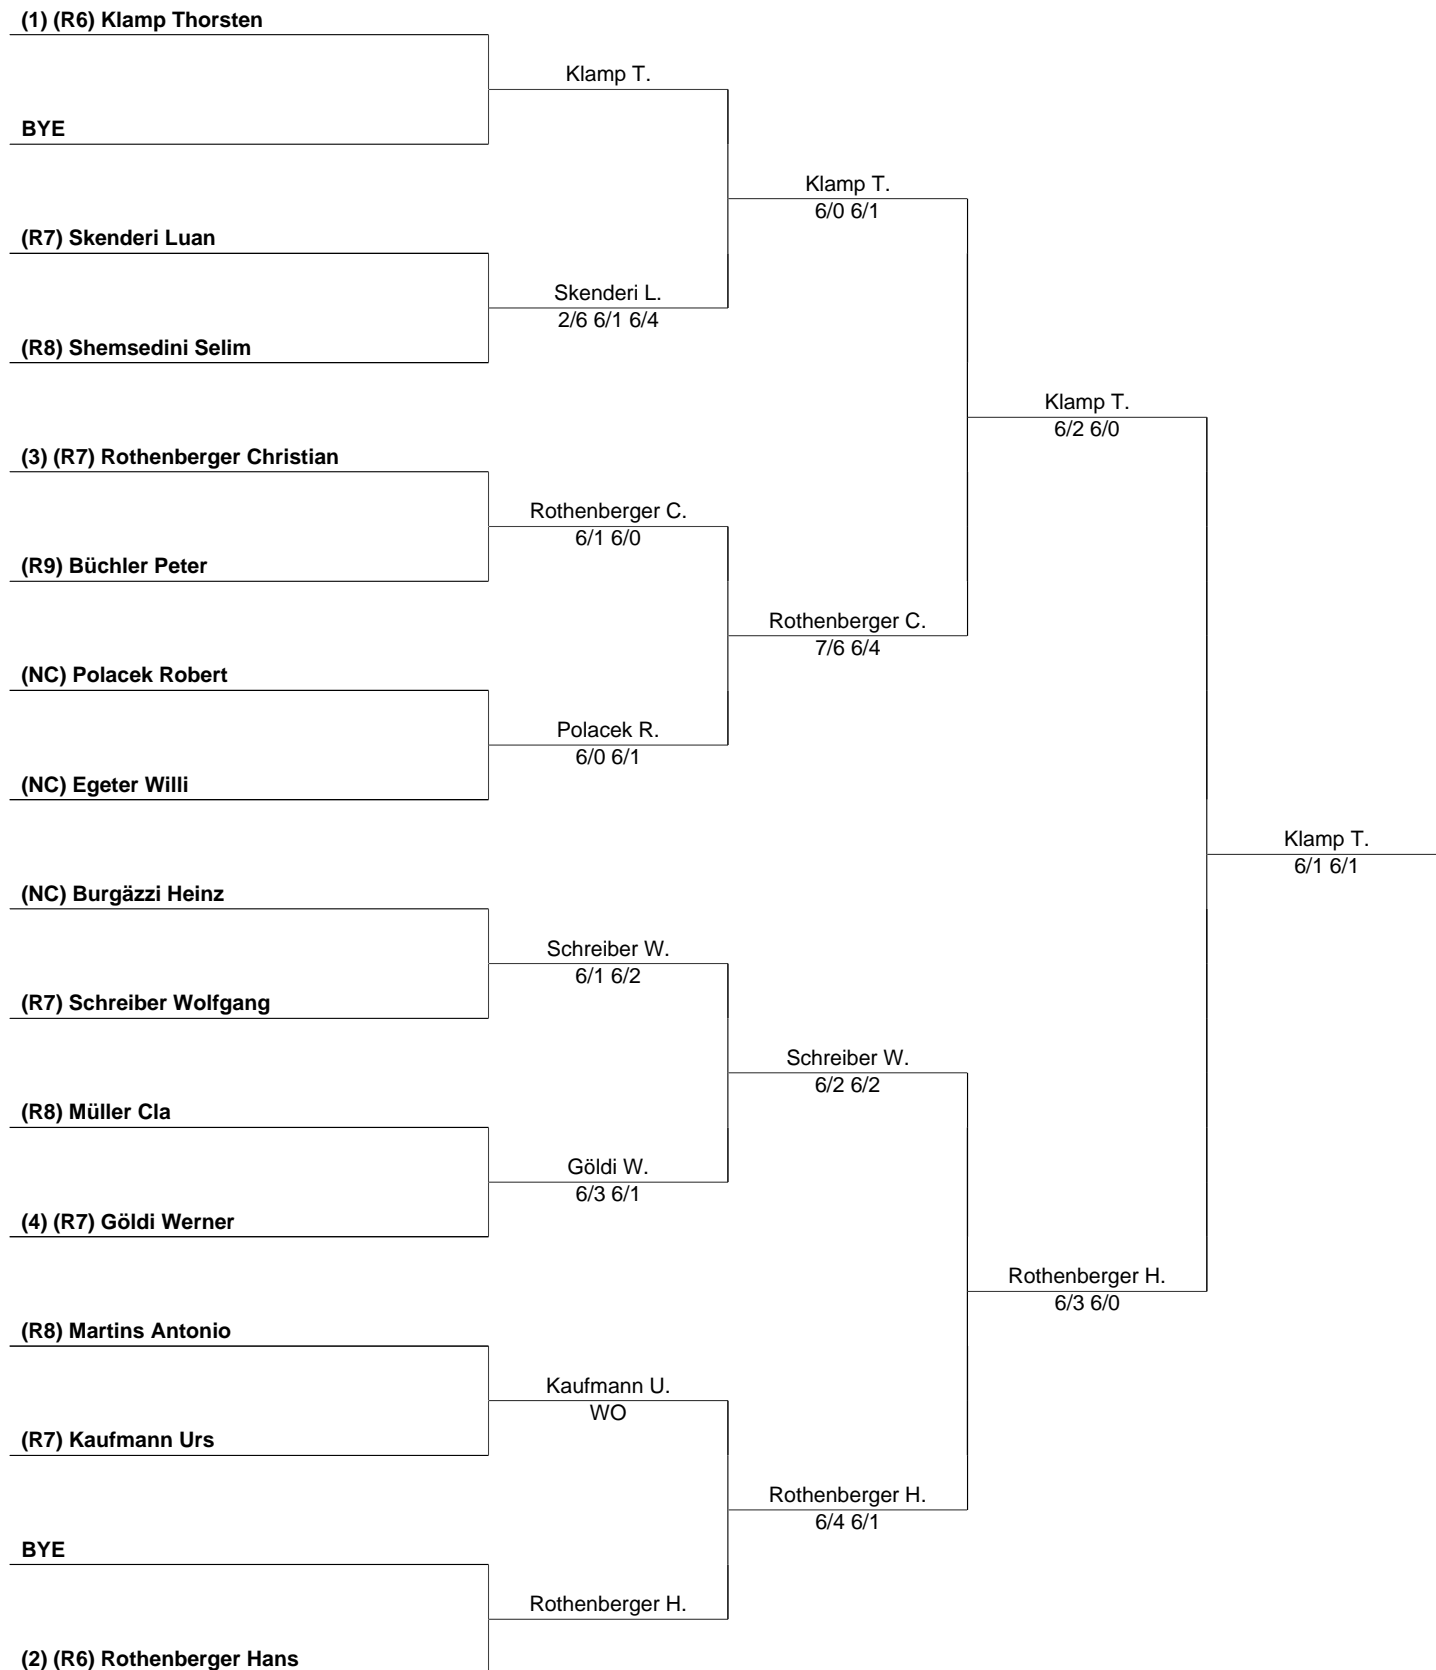 (1) (R6) Klamp Thorsten
Klamp T.
BYE
Klamp T.
6/0 6/1
(R7) Skenderi Luan
Skenderi L.
2/6 6/1 6/4
(R8) Shemsedini Selim
Klamp T.
6/2 6/0
(3) (R7) Rothenberger Christian
Rothenberger C.
6/1 6/0
(R9) Büchler Peter
Rothenberger C.
7/6 6/4
(NC) Polacek Robert
Polacek R.
6/0 6/1
(NC) Egeter Willi
Klamp T.
6/1 6/1
(NC) Burgäzzi Heinz
Schreiber W.
6/1 6/2
(R7) Schreiber Wolfgang
Schreiber W.
6/2 6/2
(R8) Müller Cla
Göldi W.
6/3 6/1
(4) (R7) Göldi Werner
Rothenberger H.
6/3 6/0
(R8) Martins Antonio
Kaufmann U.
WO
(R7) Kaufmann Urs
Rothenberger H.
6/4 6/1
BYE
Rothenberger H.
(2) (R6) Rothenberger Hans